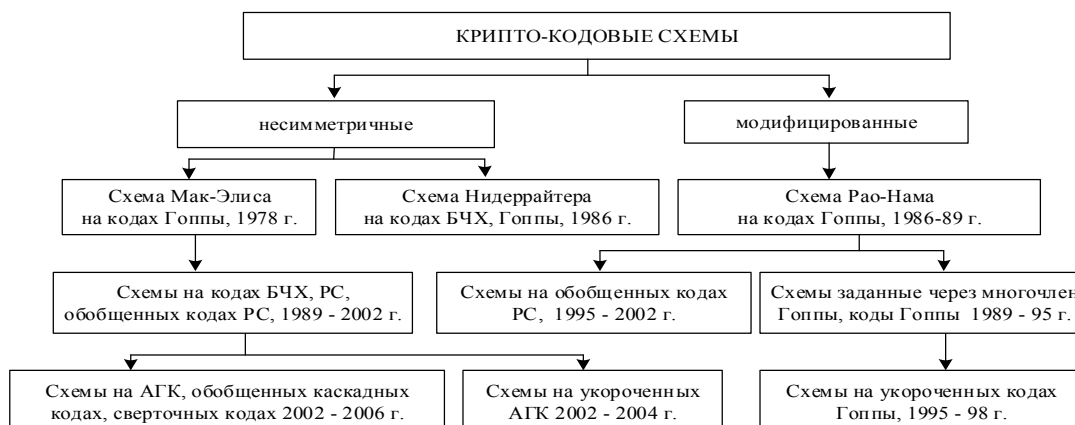 КРИПТО-КОДОВЫЕ СХЕМЫ
несимметричные
модифицированные
Схема Мак-Элиса
на кодах Гоппы, 1978 г.
Схема Нидеррайтера
на кодах БЧХ, Гоппы, 1986 г.
Схема Рао-Нама
на кодах Гоппы, 1986-89 г.
Схемы на кодах БЧХ, РС,
обобщенных кодах РС, 1989 - 2002 г.
Схемы на обобщенных кодах
РС, 1995 - 2002 г.
Схемы заданные через многочлен
Гоппы, коды Гоппы 1989 - 95 г.
Схемы на АГК, обобщенных каскадных
кодах, сверточных кодах 2002 - 2006 г.
Схемы на укороченных
АГК 2002 - 2004 г.
Схемы на укороченных кодах
Гоппы, 1995 - 98 г.